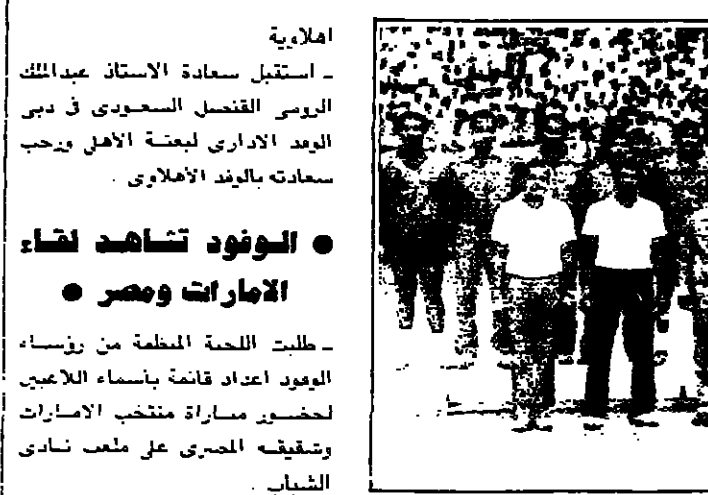 اهلاوية
ـ استقبل سعادة الاستاذ عبدالملك
الرومى القنصل السعودى فى دبى
الوفد الادارى لبعثة الأهلى ورحب
سعادته بالوفد الأهلاوى .
● الوفود تشاهد لقاء
الامارات ومصر ●
ـ طلبت اللجنة المنظمة من رؤساء
الوفود اعداد قائمة بأسماء اللاعبين
لحضور مباراة منتخب الامارات
وشقيقه المصرى على ملعب نادى
الشباب .